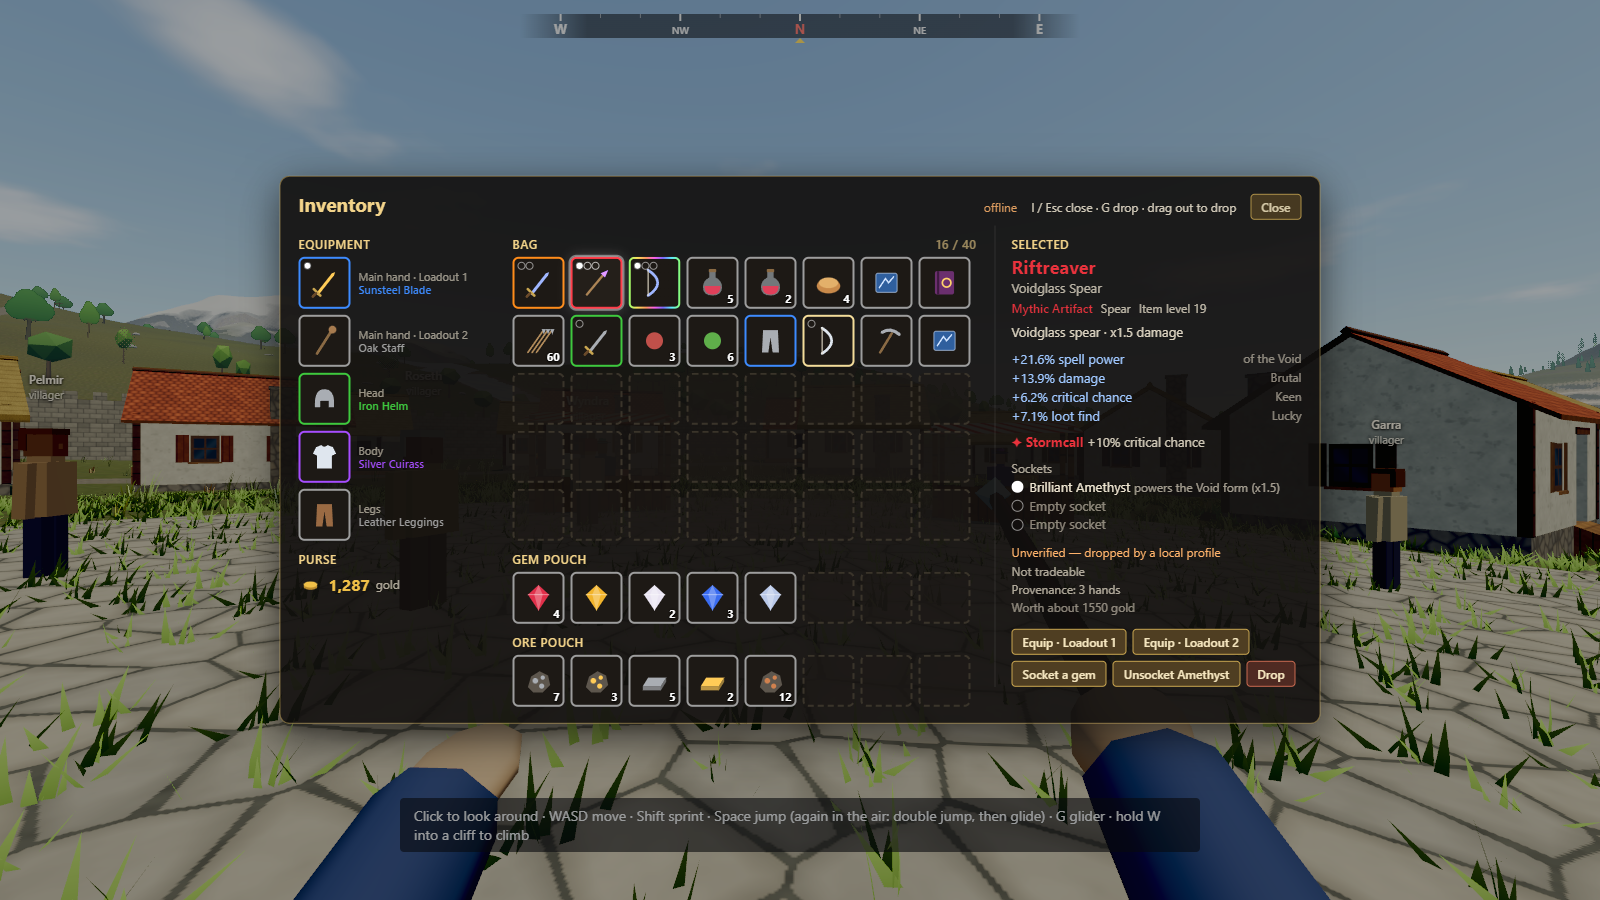 W NW N NE E
Inventory
offline I / Esc close · G drop · drag out to drop Close
EQUIPMENT
Main hand · Loadout 1
Sunsteel Blade
Main hand · Loadout 2
Oak Staff
Head
Iron Helm
Body
Silver Cuirass
Legs
Leather Leggings
PURSE
1,287 gold
BAG 16 / 40
5 2 4
60 3 6
GEM POUCH
4 2 3
ORE POUCH
7 3 5 2 12
SELECTED
Riftreaver
Voidglass Spear
Mythic Artifact Spear Item level 19
Voidglass spear · x1.5 damage
+21.6% spell power of the Void
+13.9% damage Brutal
+6.2% critical chance Keen
+7.1% loot find Lucky
✦ Stormcall +10% critical chance
Sockets
Brilliant Amethyst powers the Void form (x1.5)
Empty socket
Empty socket
Unverified — dropped by a local profile
Not tradeable
Provenance: 3 hands
Worth about 1550 gold
Equip · Loadout 1 Equip · Loadout 2
Socket a gem Unsocket Amethyst Drop
Pelmir
villager
Garra
villager
Click to look around · WASD move · Shift sprint · Space jump (again in the air: double jump, then glide) · G glider · hold W
into a cliff to climb